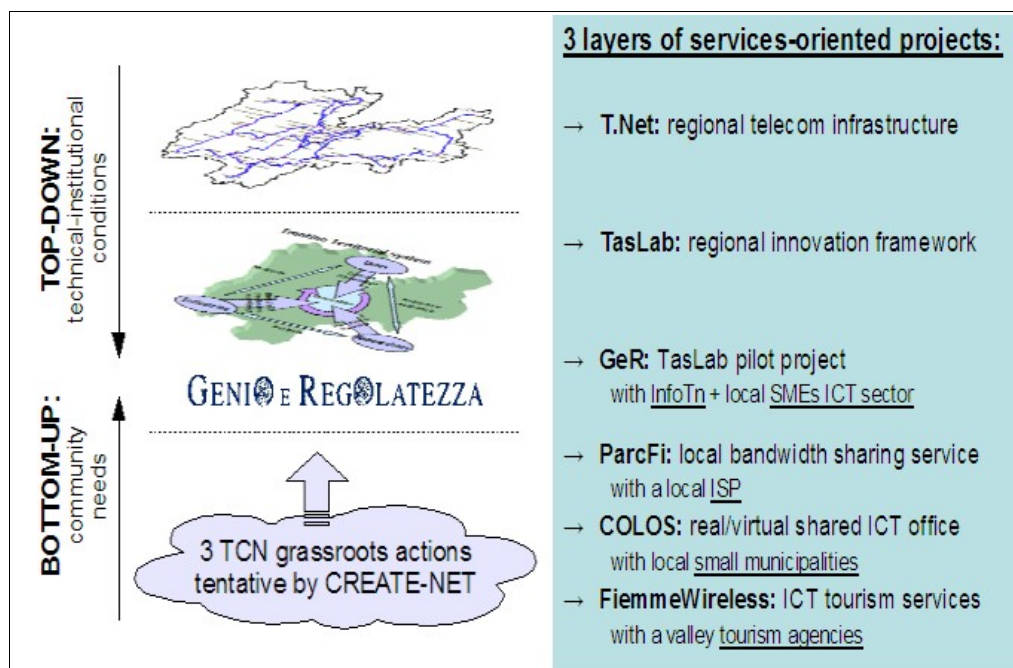 TOP-DOWN:
technical-institutional
conditions
BOTTOM-UP:
community
needs
GENIO E REGOLATEZZA
3 TCN grassroots actions
tentative by CREATE-NET
3 layers of services-oriented projects:
→ T.Net: regional telecom infrastructure
→ TasLab: regional innovation framework
→ GeR: TasLab pilot project
with InfoTn + local SMEs ICT sector
→ ParcFi: local bandwidth sharing service
with a local ISP
→ COLOS: real/virtual shared ICT office
with local small municipalities
→ FiemmeWireless: ICT tourism services
with a valley tourism agencies